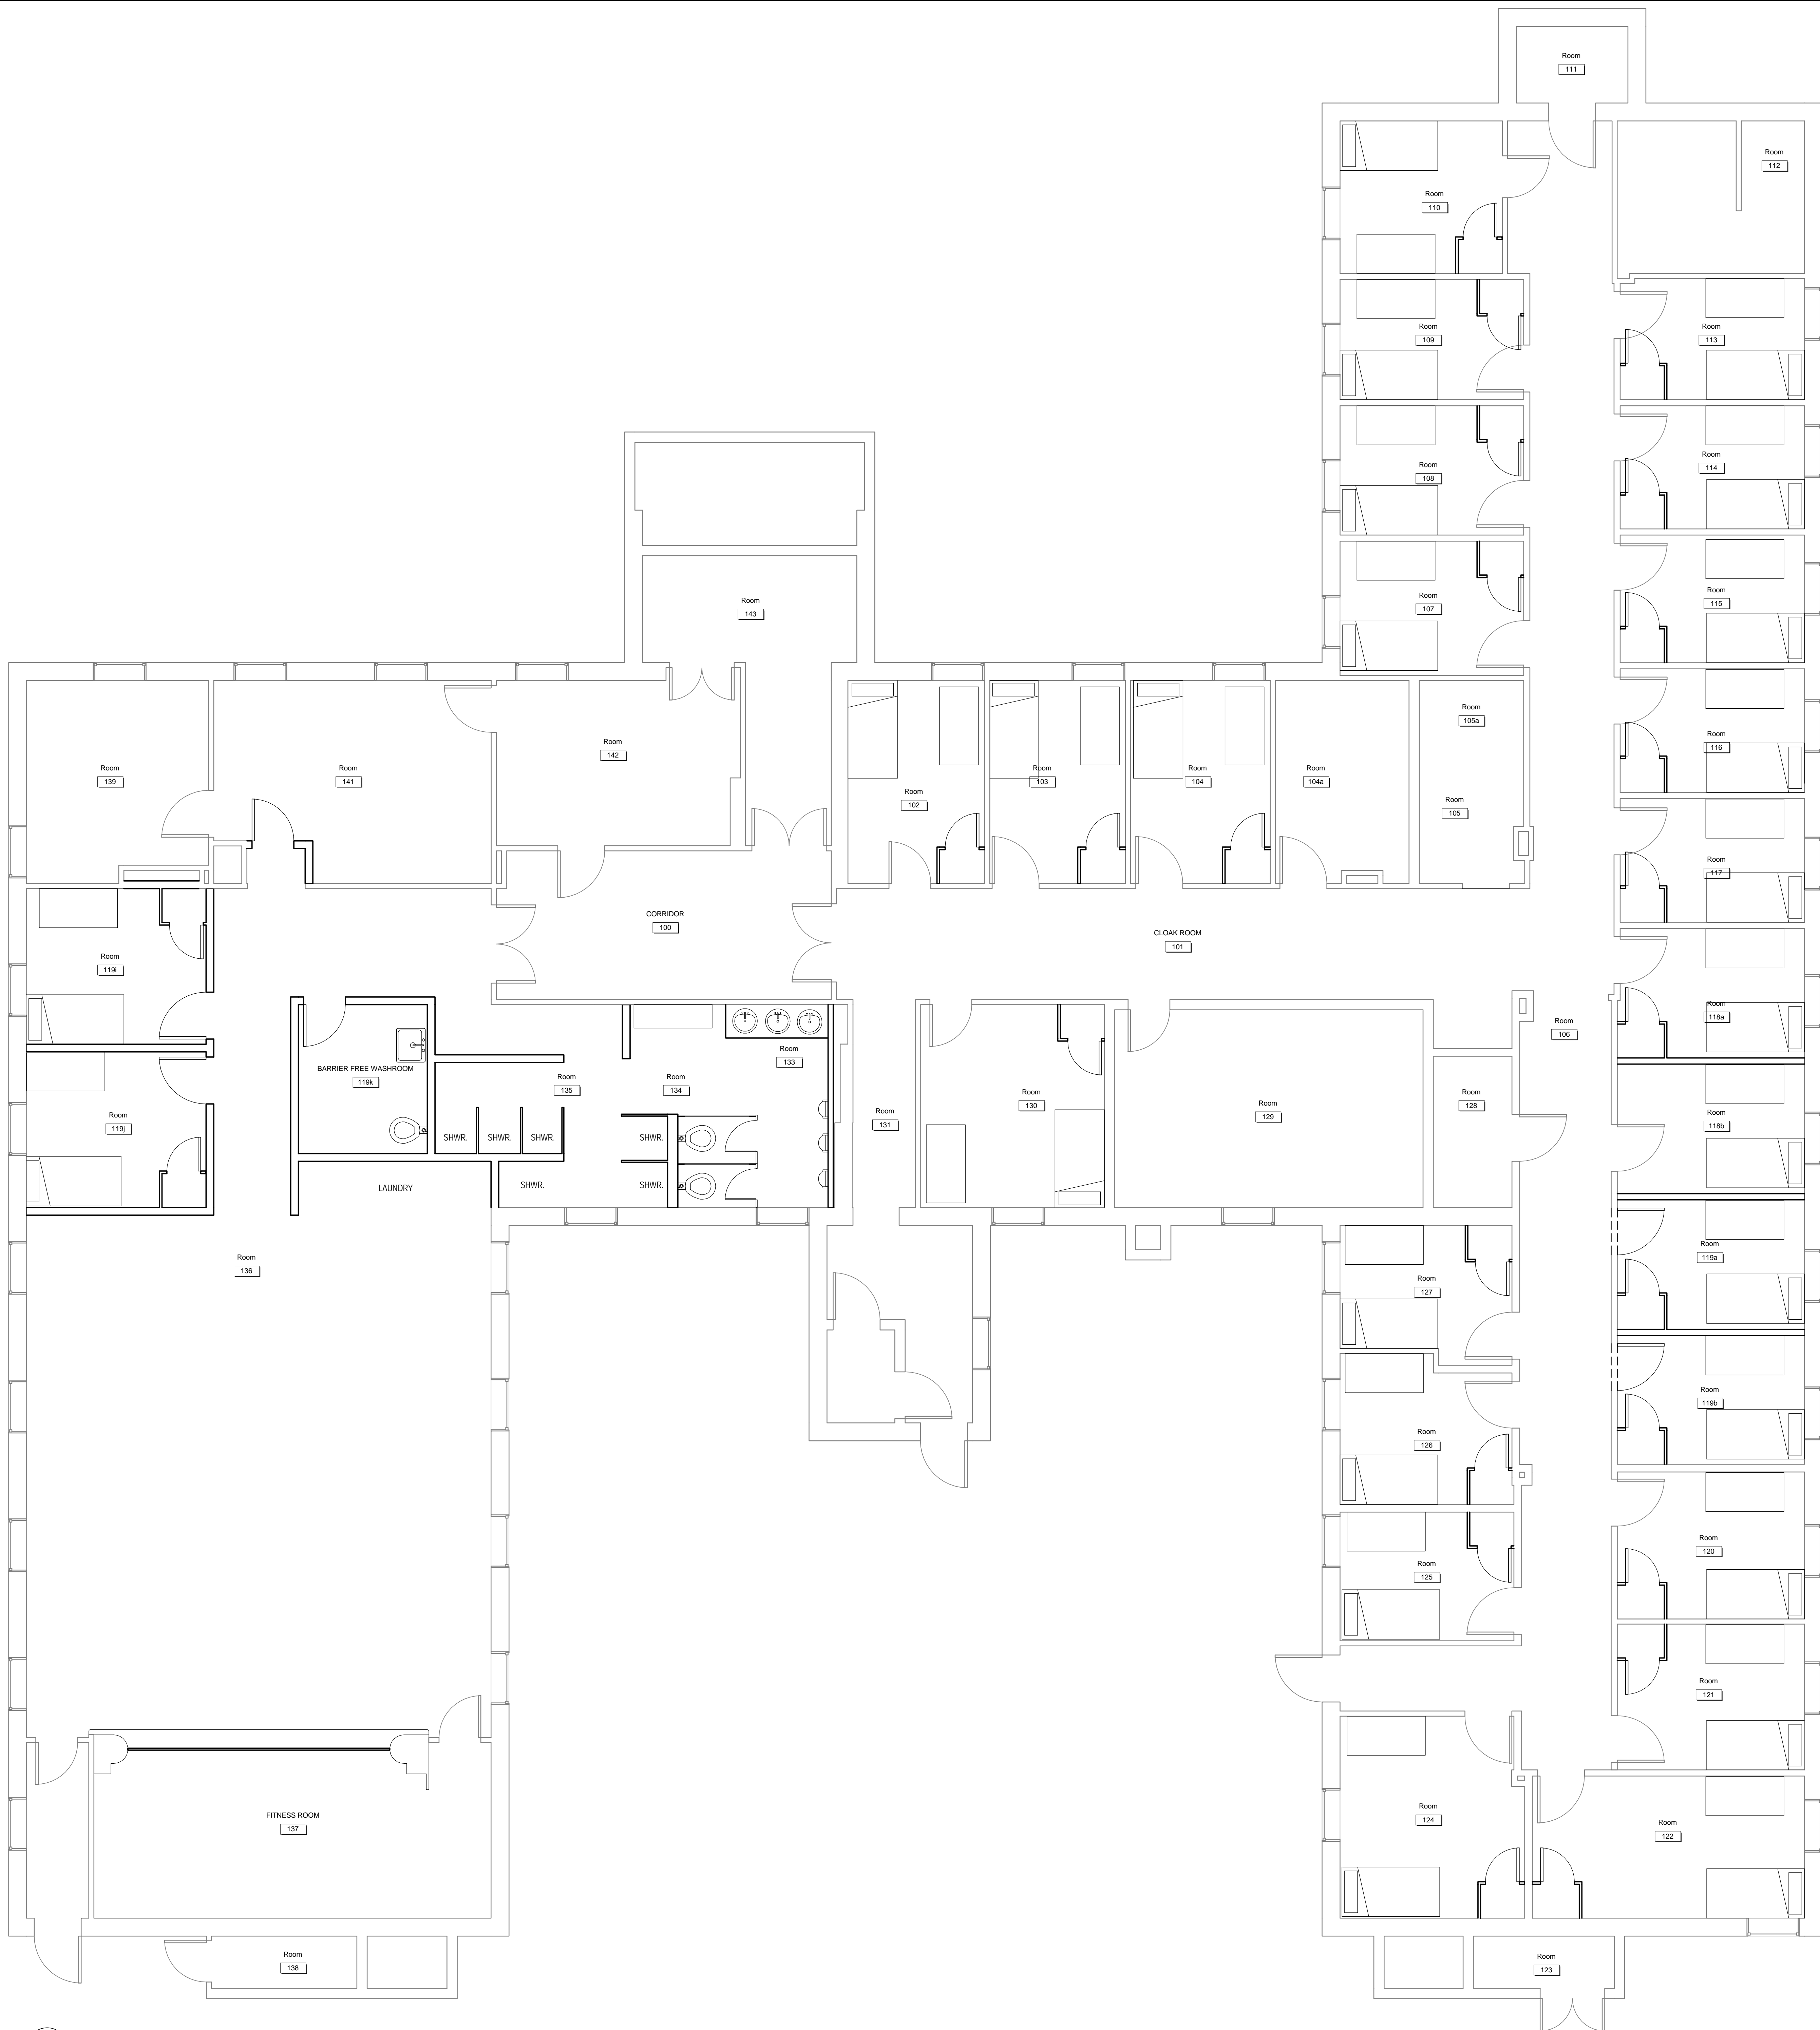 Room
111
Room
112
Room
110
Room
109
Room
113
Room
108
Room
114
Room
107
Room
115
Room
143
Room
116
Room
105a
Room
142
Room
139
Room
141
Room
103
Room
104
Room
104a
Room
102
Room
105
Room
117
CORRIDOR
100
CLOAK ROOM
101
Room
119i
Room
118a
Room
106
Room
133
BARRIER FREE WASHROOM
119k
Room
135
Room
134
Room
130
Room
128
Room
129
Room
131
Room
118b
Room
119j
SHWR.
SHWR.
SHWR.
SHWR.
LAUNDRY
SHWR.
SHWR.
Room
136
Room
119a
Room
127
Room
119b
Room
126
Room
120
Room
125
Room
121
FITNESS ROOM
137
Room
124
Room
122
Room
138
Room
123